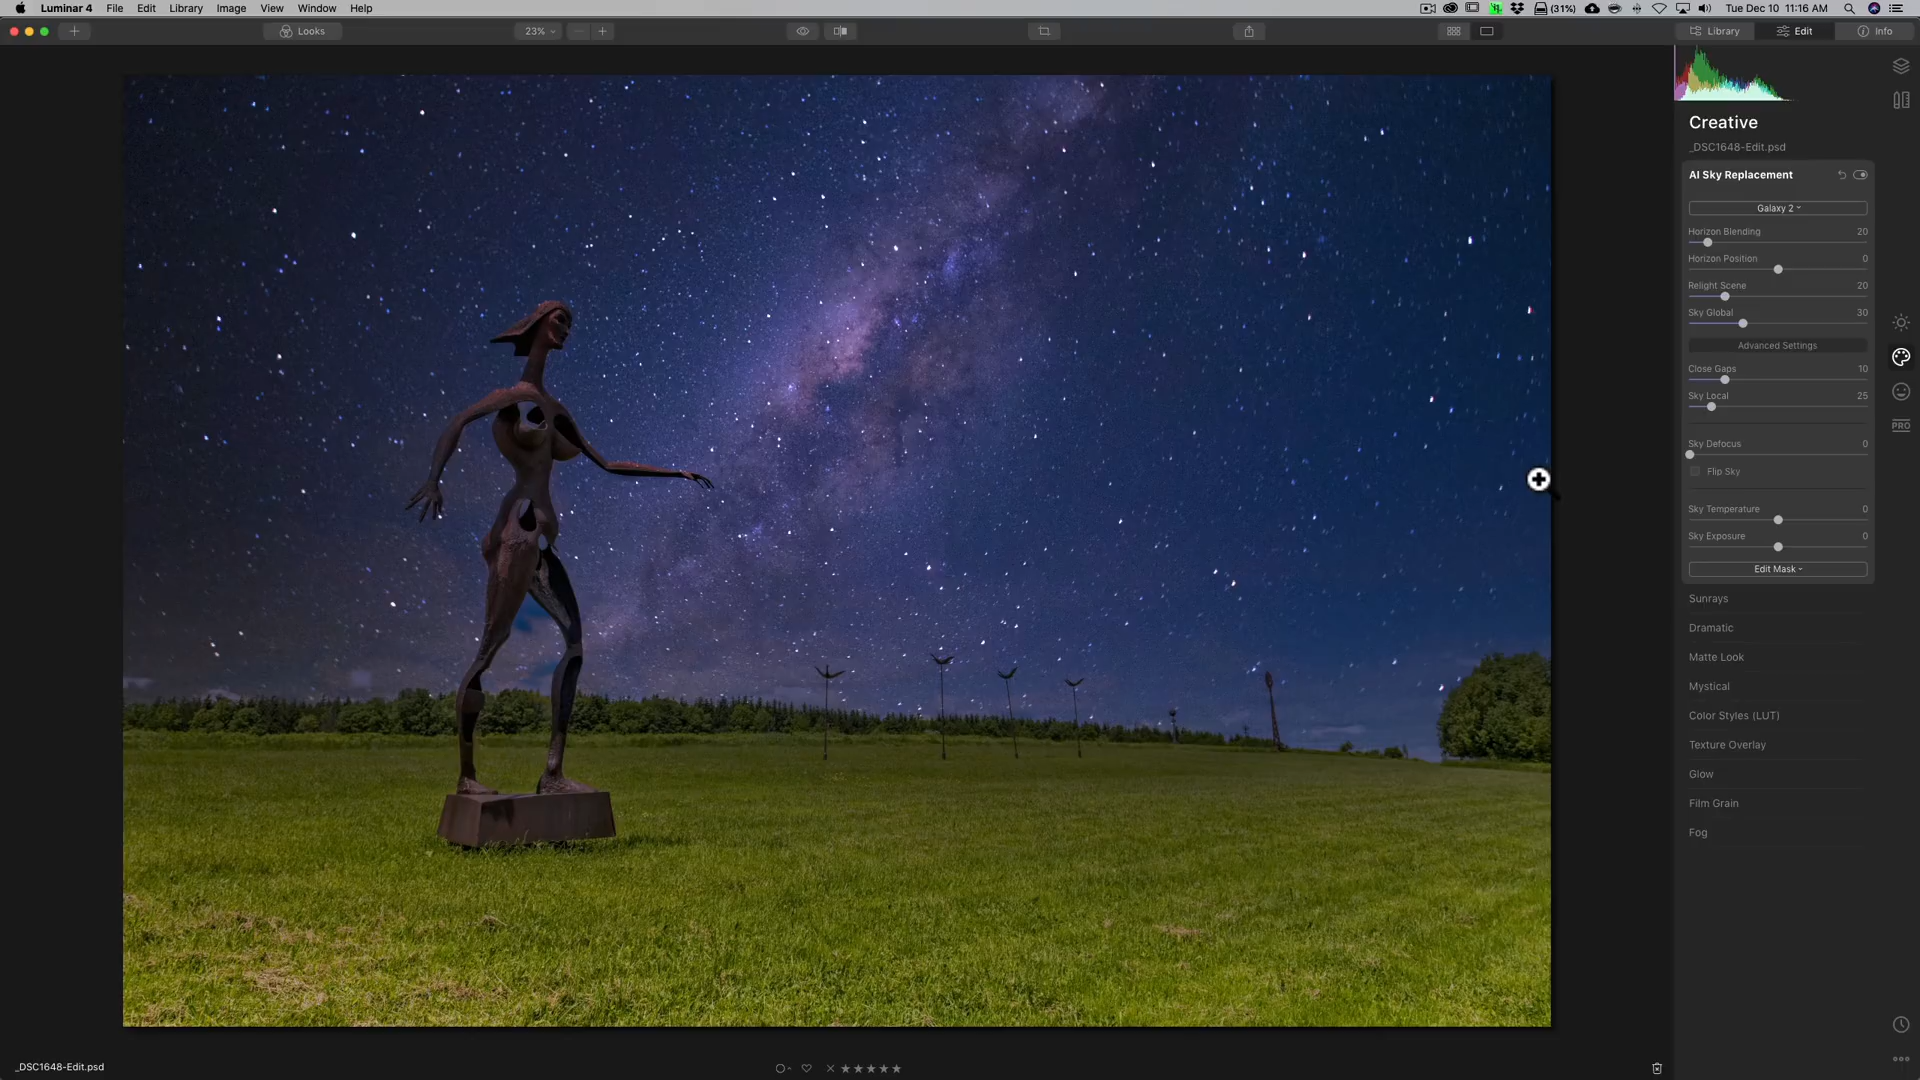 Luminar 4 File Edit Library Image View Window Help (31%) Tue Dec 10 11:16 AM
Looks 23% Library Edit Info
Creative
_DSC1648-Edit.psd
AI Sky Replacement
Galaxy 2
Horizon Blending 20
Horizon Position 0
Relight Scene 20
Sky Global 30
Advanced Settings
Close Gaps 10
Sky Local 25
PRO
Sky Defocus 0
Flip Sky
Sky Temperature 0
Sky Exposure 0
Edit Mask
Sunrays
Dramatic
Matte Look
Mystical
Color Styles (LUT)
Texture Overlay
Glow
Film Grain
Fog
_DSC1648-Edit.psd